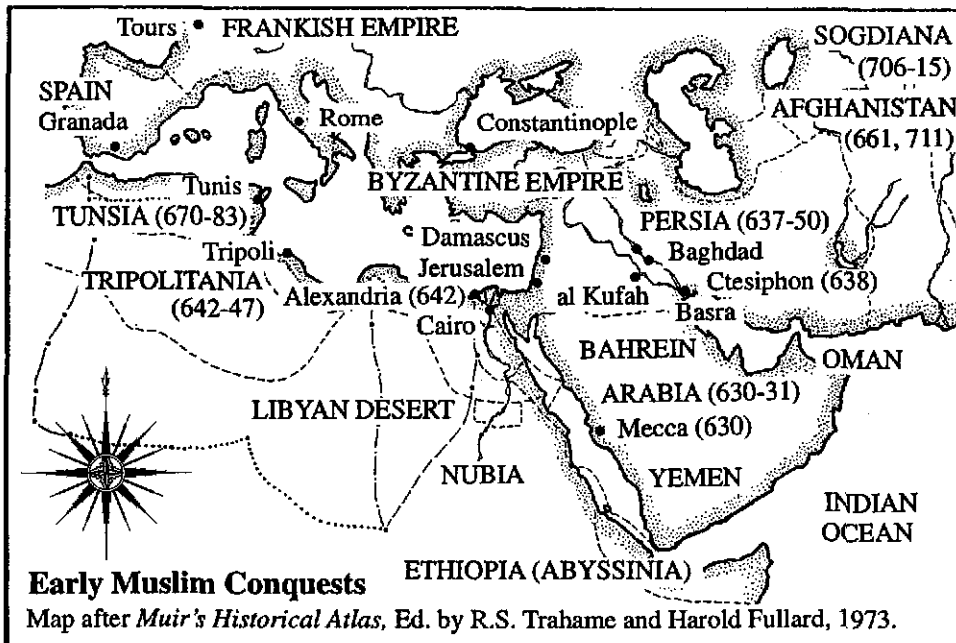 Tours
FRANKISH EMPIRE
SOGDIANA
(706-15)
SPAIN
Granada
Rome
Constantinople
AFGHANISTAN
(661, 711)
BYZANTINE EMPIRE
Tunis
TUNSIA (670-83)
PERSIA (637-50)
Damascus
Baghdad
Tripoli
Jerusalem
Ctesiphon (638)
TRIPOLITANIA
(642-47)
Alexandria (642)
al Kufah
Basra
Cairo
BAHREIN
OMAN
ARABIA (630-31)
LIBYAN DESERT
Mecca (630)
NUBIA
YEMEN
INDIAN
OCEAN
ETHIOPIA (ABYSSINIA)
Early Muslim Conquests
Map after Muir's Historical Atlas, Ed. by R.S. Trahame and Harold Fullard, 1973.